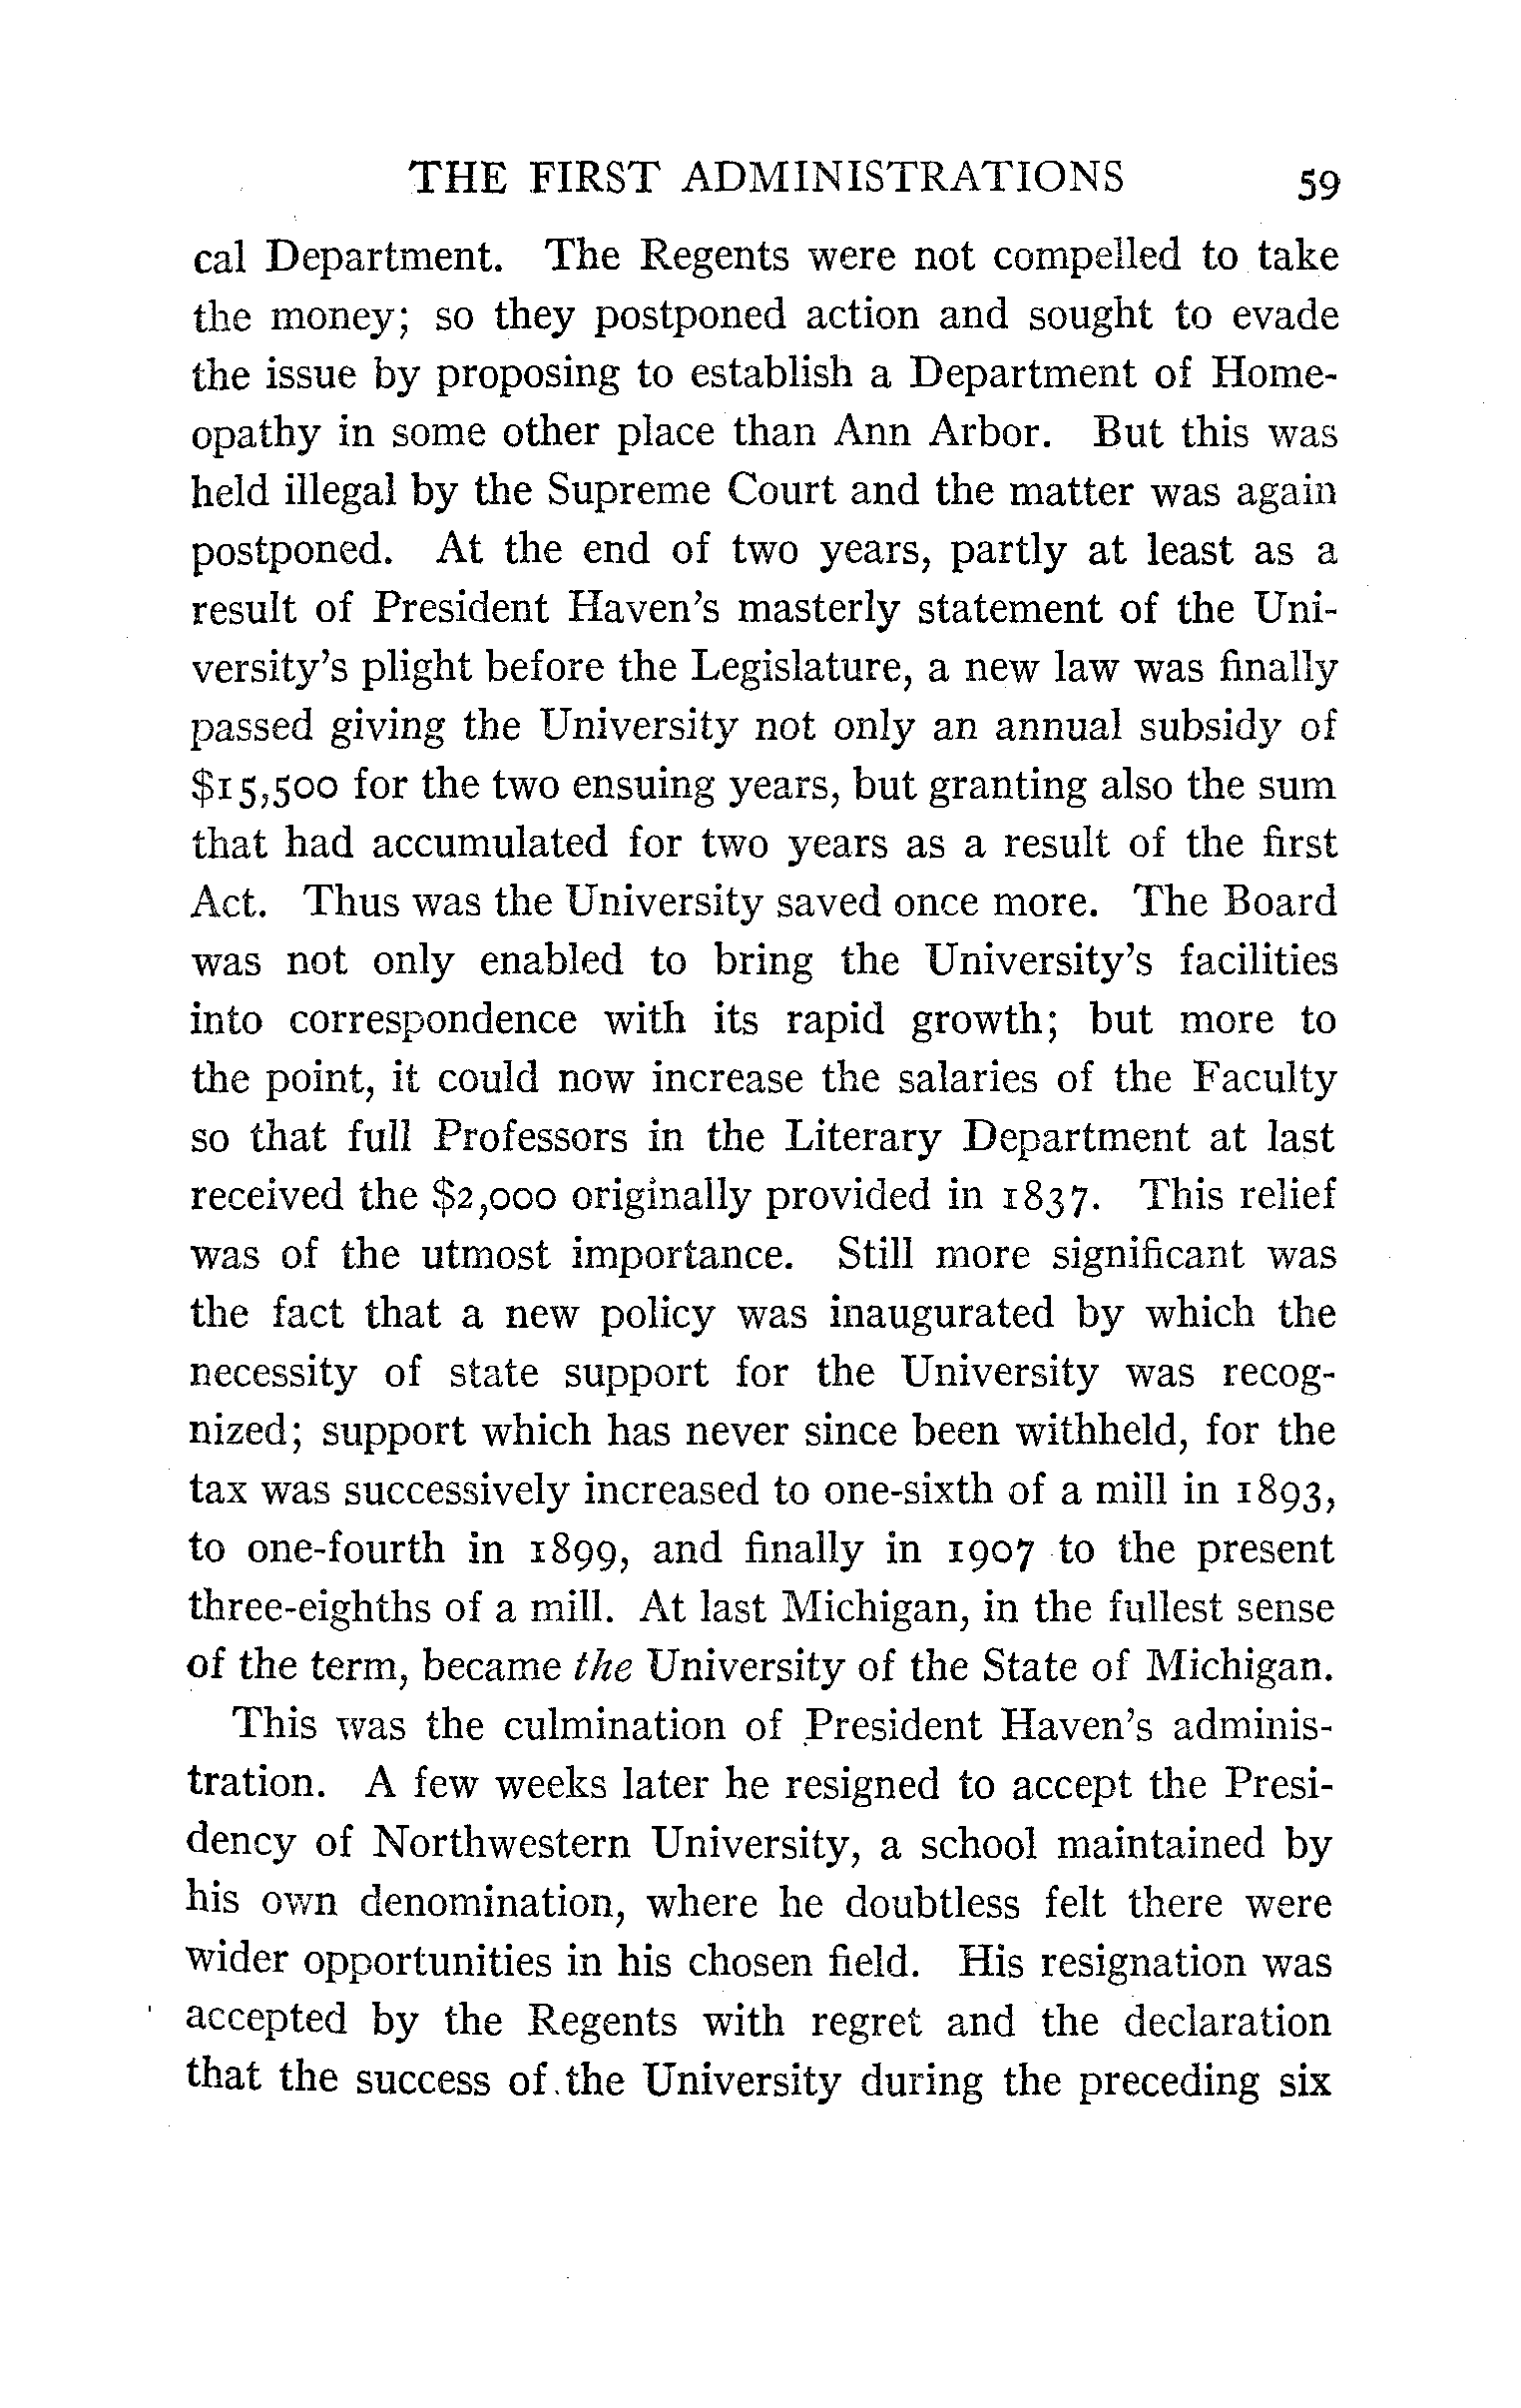 THE FIRST ADMINISTRATIONS 59
cal Department. The Regents were not compelled to take
the money; so they postponed action and sought to evade
the issue by proposing to establish a Department of Home-
opathy in some other place than Ann Arbor. But this was
held illegal by the Supreme Court and the matter was again
postponed. At the end of two years, partly at least as a
result of President Haven's masterly statement of the Uni-
versity's plight before the Legislature, a new law was finally
passed giving the University not only an annual subsidy of
$15,500 for the two ensuing years, but granting also the sum
that had accumulated for two years as a result of the first
Act. Thus was the University saved once more. The Board
was not only enabled to bring the University's facilities
into correspondence with its rapid growth; but more to
the point, it could now increase the salaries of the Faculty
so that full Professors in the Literary Department at last
received the $2,000 originally provided in 1837. This relief
was of the utmost importance. Still more significant was
the fact that a new policy was inaugurated by which the
necessity of state support for the University was recog-
nized; support which has never since been withheld, for the
tax was successively increased to one-sixth of a mill in 1893,
to one-fourth in 1899, and finally in 1907 to the present
three-eighths of a mill. At last Michigan, in the fullest sense
of the term, became the University of the State of Michigan.
This was the culmination of President Haven's adminis-
tration. A few weeks later he resigned to accept the Presi-
dency of Northwestern University, a school maintained by
his own denomination, where he doubtless felt there were
wider opportunities in his chosen field. His resignation was
accepted by the Regents with regret and the declaration
that the success of the University during the preceding six